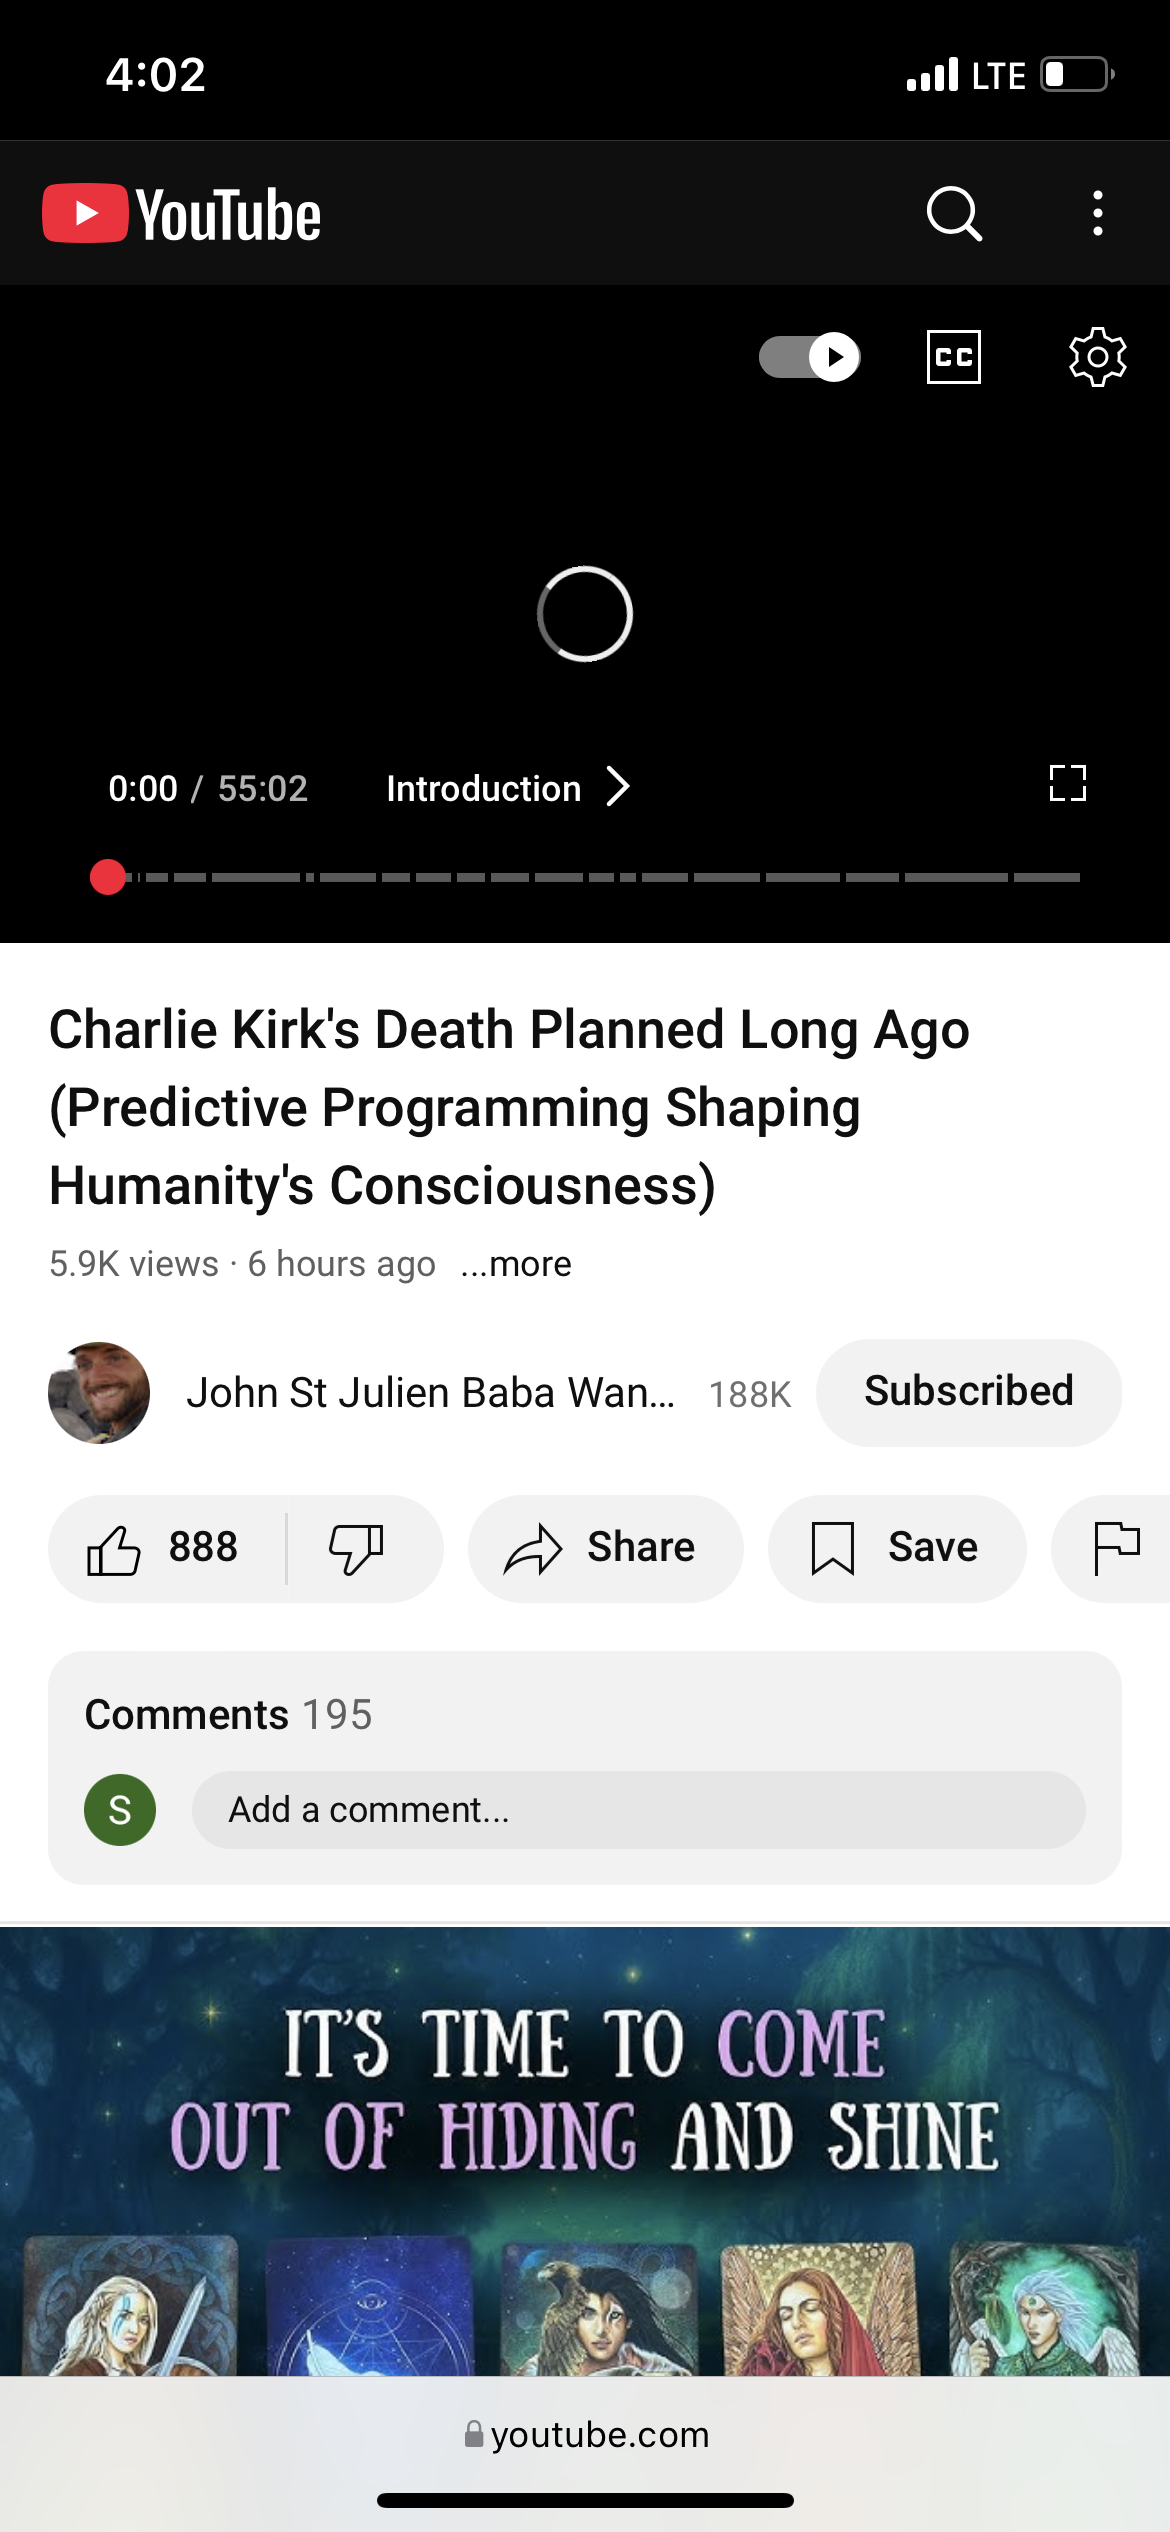 4:02
LTE
YouTube
CC
0:00 / 55:02 Introduction
Charlie Kirk's Death Planned Long Ago
(Predictive Programming Shaping
Humanity's Consciousness)
5.9K views · 6 hours ago ...more
John St Julien Baba Wan... 188K Subscribed
888 Share Save
Comments 195
S Add a comment...
IT'S TIME TO COME
OUT OF HIDING AND SHINE
youtube.com